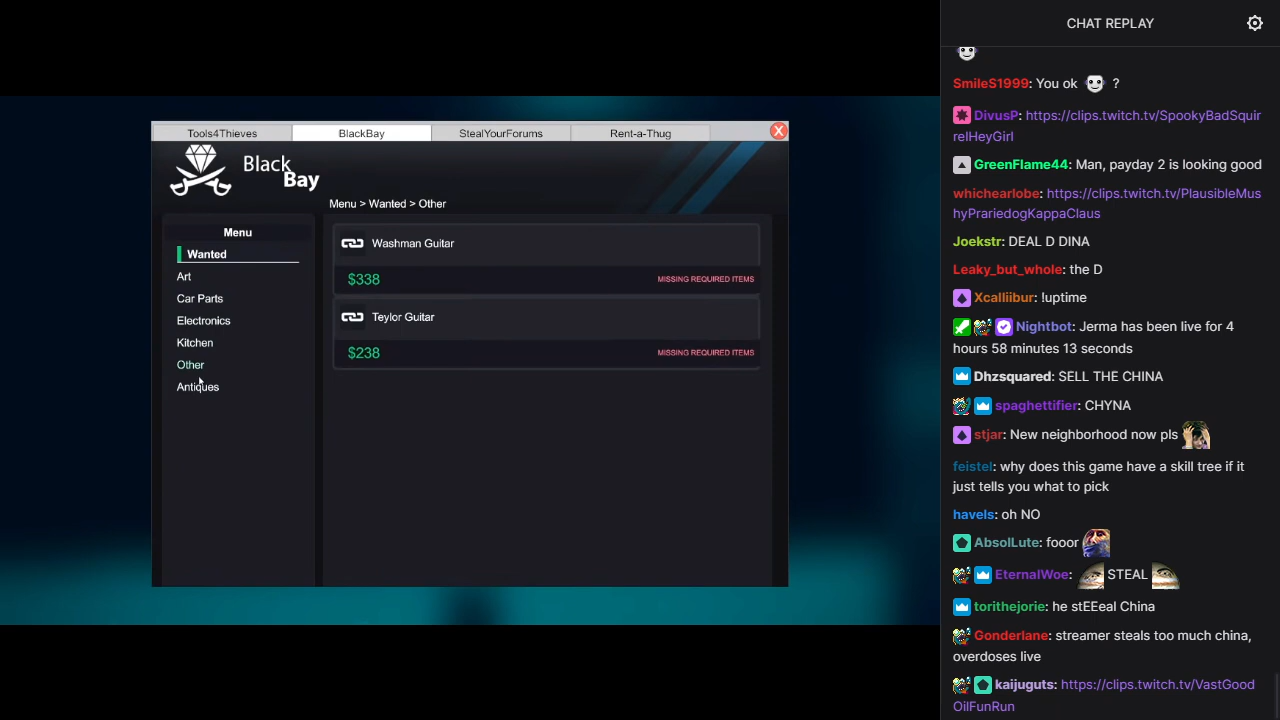 Tools4Thieves BlackBay StealYourForums Rent-a-Thug X
Black
Bay
Menu > Wanted > Other
Menu
Wanted
Art
Car Parts
Electronics
Kitchen
Other
Antiques
Washman Guitar
$338 MISSING REQUIRED ITEMS
Teylor Guitar
$238 MISSING REQUIRED ITEMS
CHAT REPLAY
SmileS1999: You ok ?
DivusP: https://clips.twitch.tv/SpookyBadSquir
relHeyGirl
GreenFlame44: Man, payday 2 is looking good
whichearlobe: https://clips.twitch.tv/PlausibleMus
hyPrariedogKappaClaus
Joekstr: DEAL D DINA
Leaky_but_whole: the D
Xcalliibur: !uptime
Nightbot: Jerma has been live for 4
hours 58 minutes 13 seconds
Dhzsquared: SELL THE CHINA
spaghettifier: CHYNA
stjar: New neighborhood now pls
feistel: why does this game have a skill tree if it
just tells you what to pick
havels: oh NO
AbsolLute: fooor
EternalWoe: STEAL
torithejorie: he stEEeal China
Gonderlane: streamer steals too much china,
overdoses live
kaijuguts: https://clips.twitch.tv/VastGood
OilFunRun